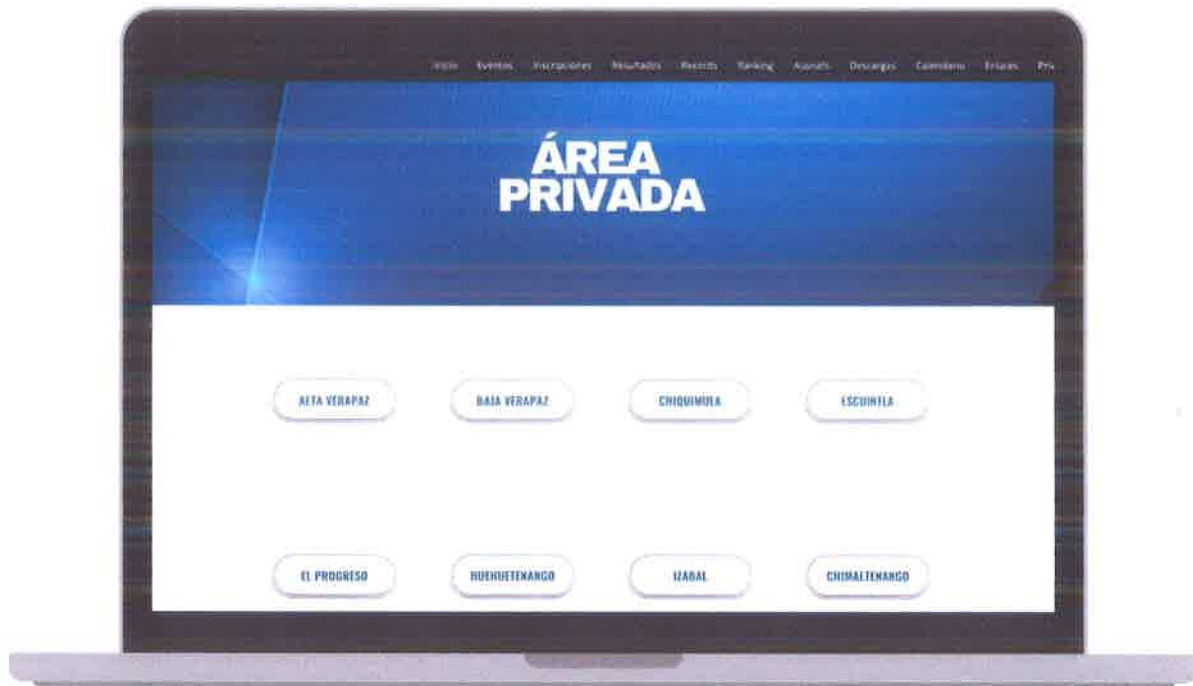 Inicio Eventos Inscripciones Resultados Records Ranking Descargas Calendario Enlaces Priv
ÁREA
PRIVADA
ALTA VERAPAZ BAJA VERAPAZ CHIQUIMULA ESCUINTLA
EL PROGRESO HUEHUETENANGO IZABAL CHIMALTENANGO